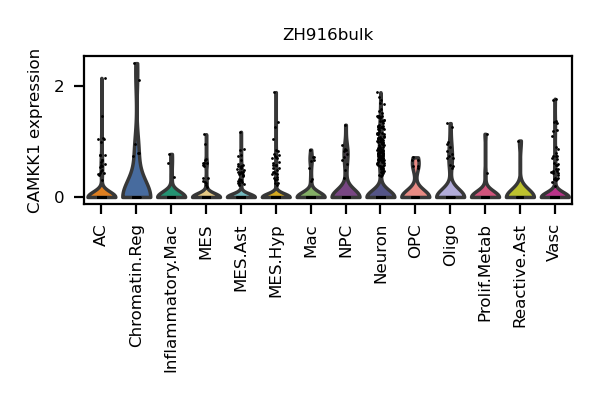 ZH916bulk
CAMKK1 expression
2
0
AC
Chromatin.Reg
Inflammatory.Mac
MES
MES.Ast
MES.Hyp
Mac
NPC
Neuron
OPC
Oligo
Prolif.Metab
Reactive.Ast
Vasc